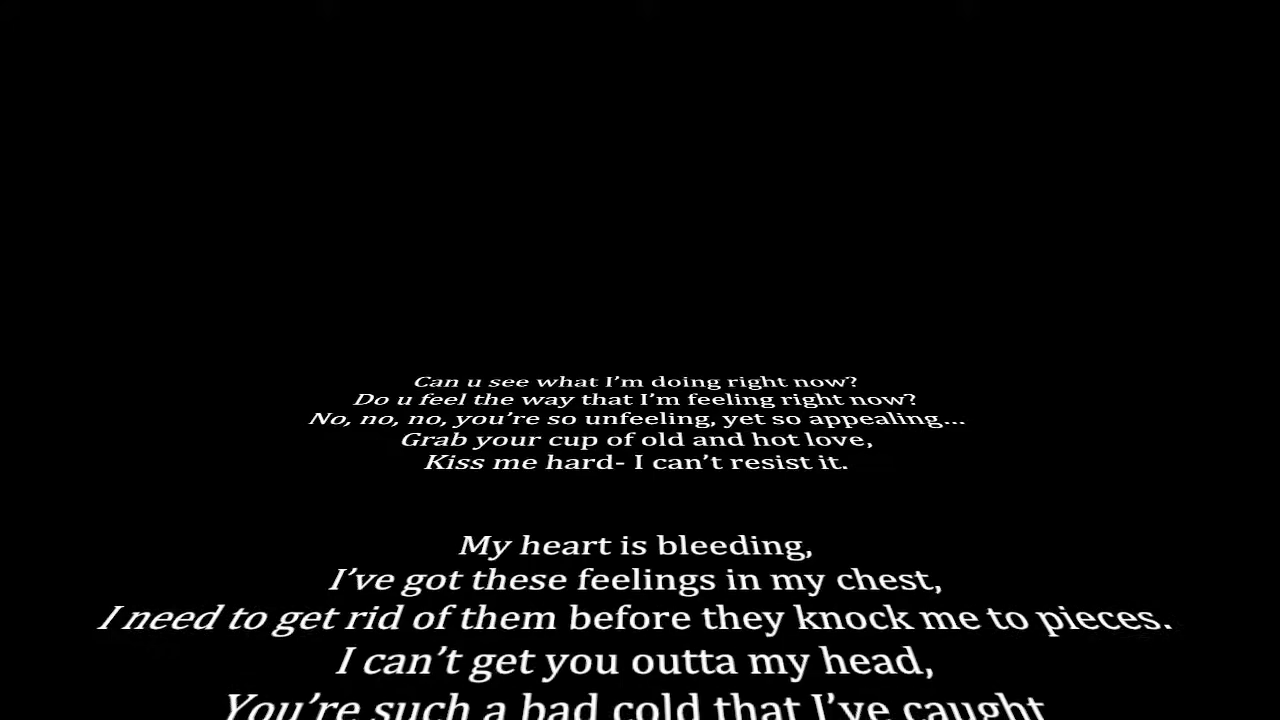 Can u see what I'm doing right now?
Do u feel the way that I'm feeling right now?
No, no, no, you're so unfeeling, yet so appealing...
Grab your cup of old and hot love,
Kiss me hard- I can't resist it.
My heart is bleeding,
I've got these feelings in my chest,
I need to get rid of them before they knock me to pieces.
I can't get you outta my head,
You're such a bad cold that I've caught